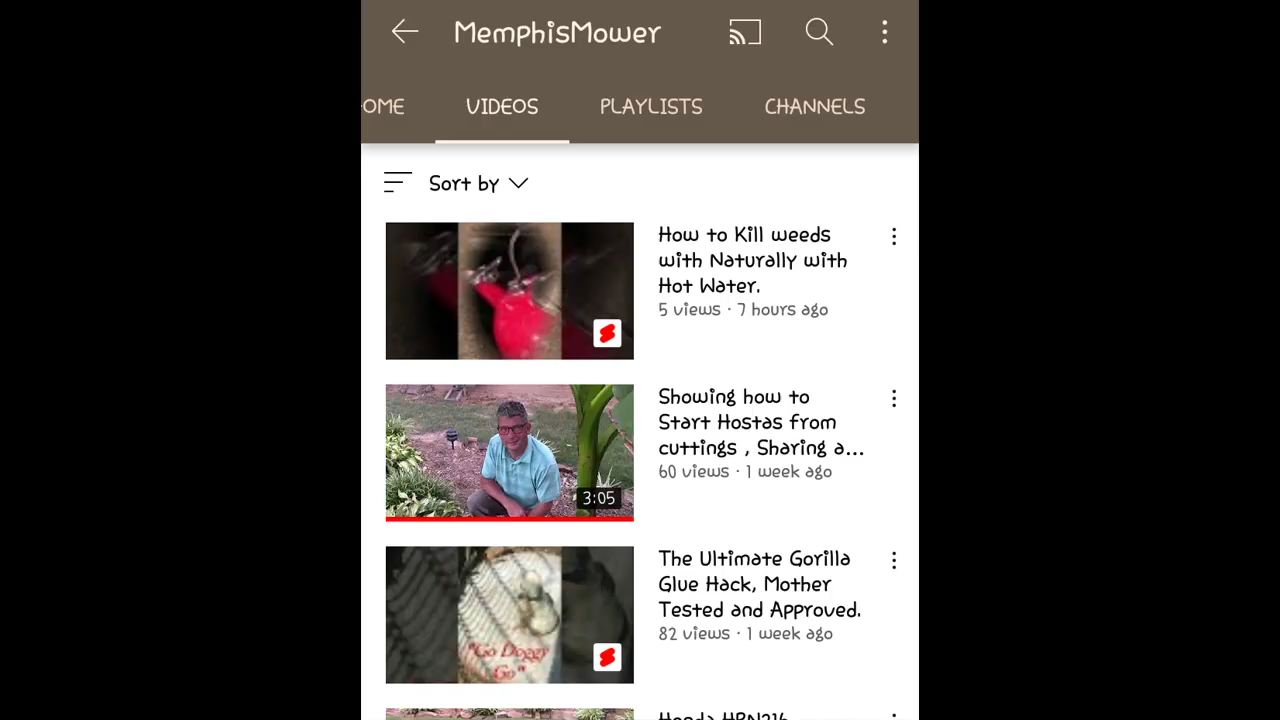 MemphisMower
OME VIDEOS PLAYLISTS CHANNELS
Sort by
How to Kill weeds
with Naturally with
Hot Water.
5 views · 7 hours ago
Showing how to
Start Hostas from
cuttings , Sharing a...
60 views · 1 week ago
3:05
The Ultimate Gorilla
Glue Hack, Mother
Tested and Approved.
82 views · 1 week ago
"Go Doggy
Go"
Honda HRN216